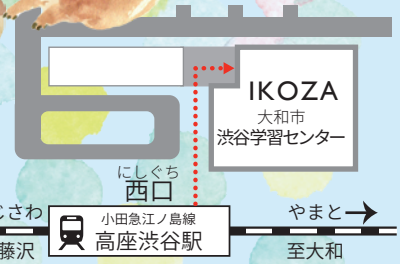 IKOZA
大和市
渋谷学習センター
にしぐち
西口
じさわ
やまと
小田急江ノ島線
高座渋谷駅
藤沢
至大和